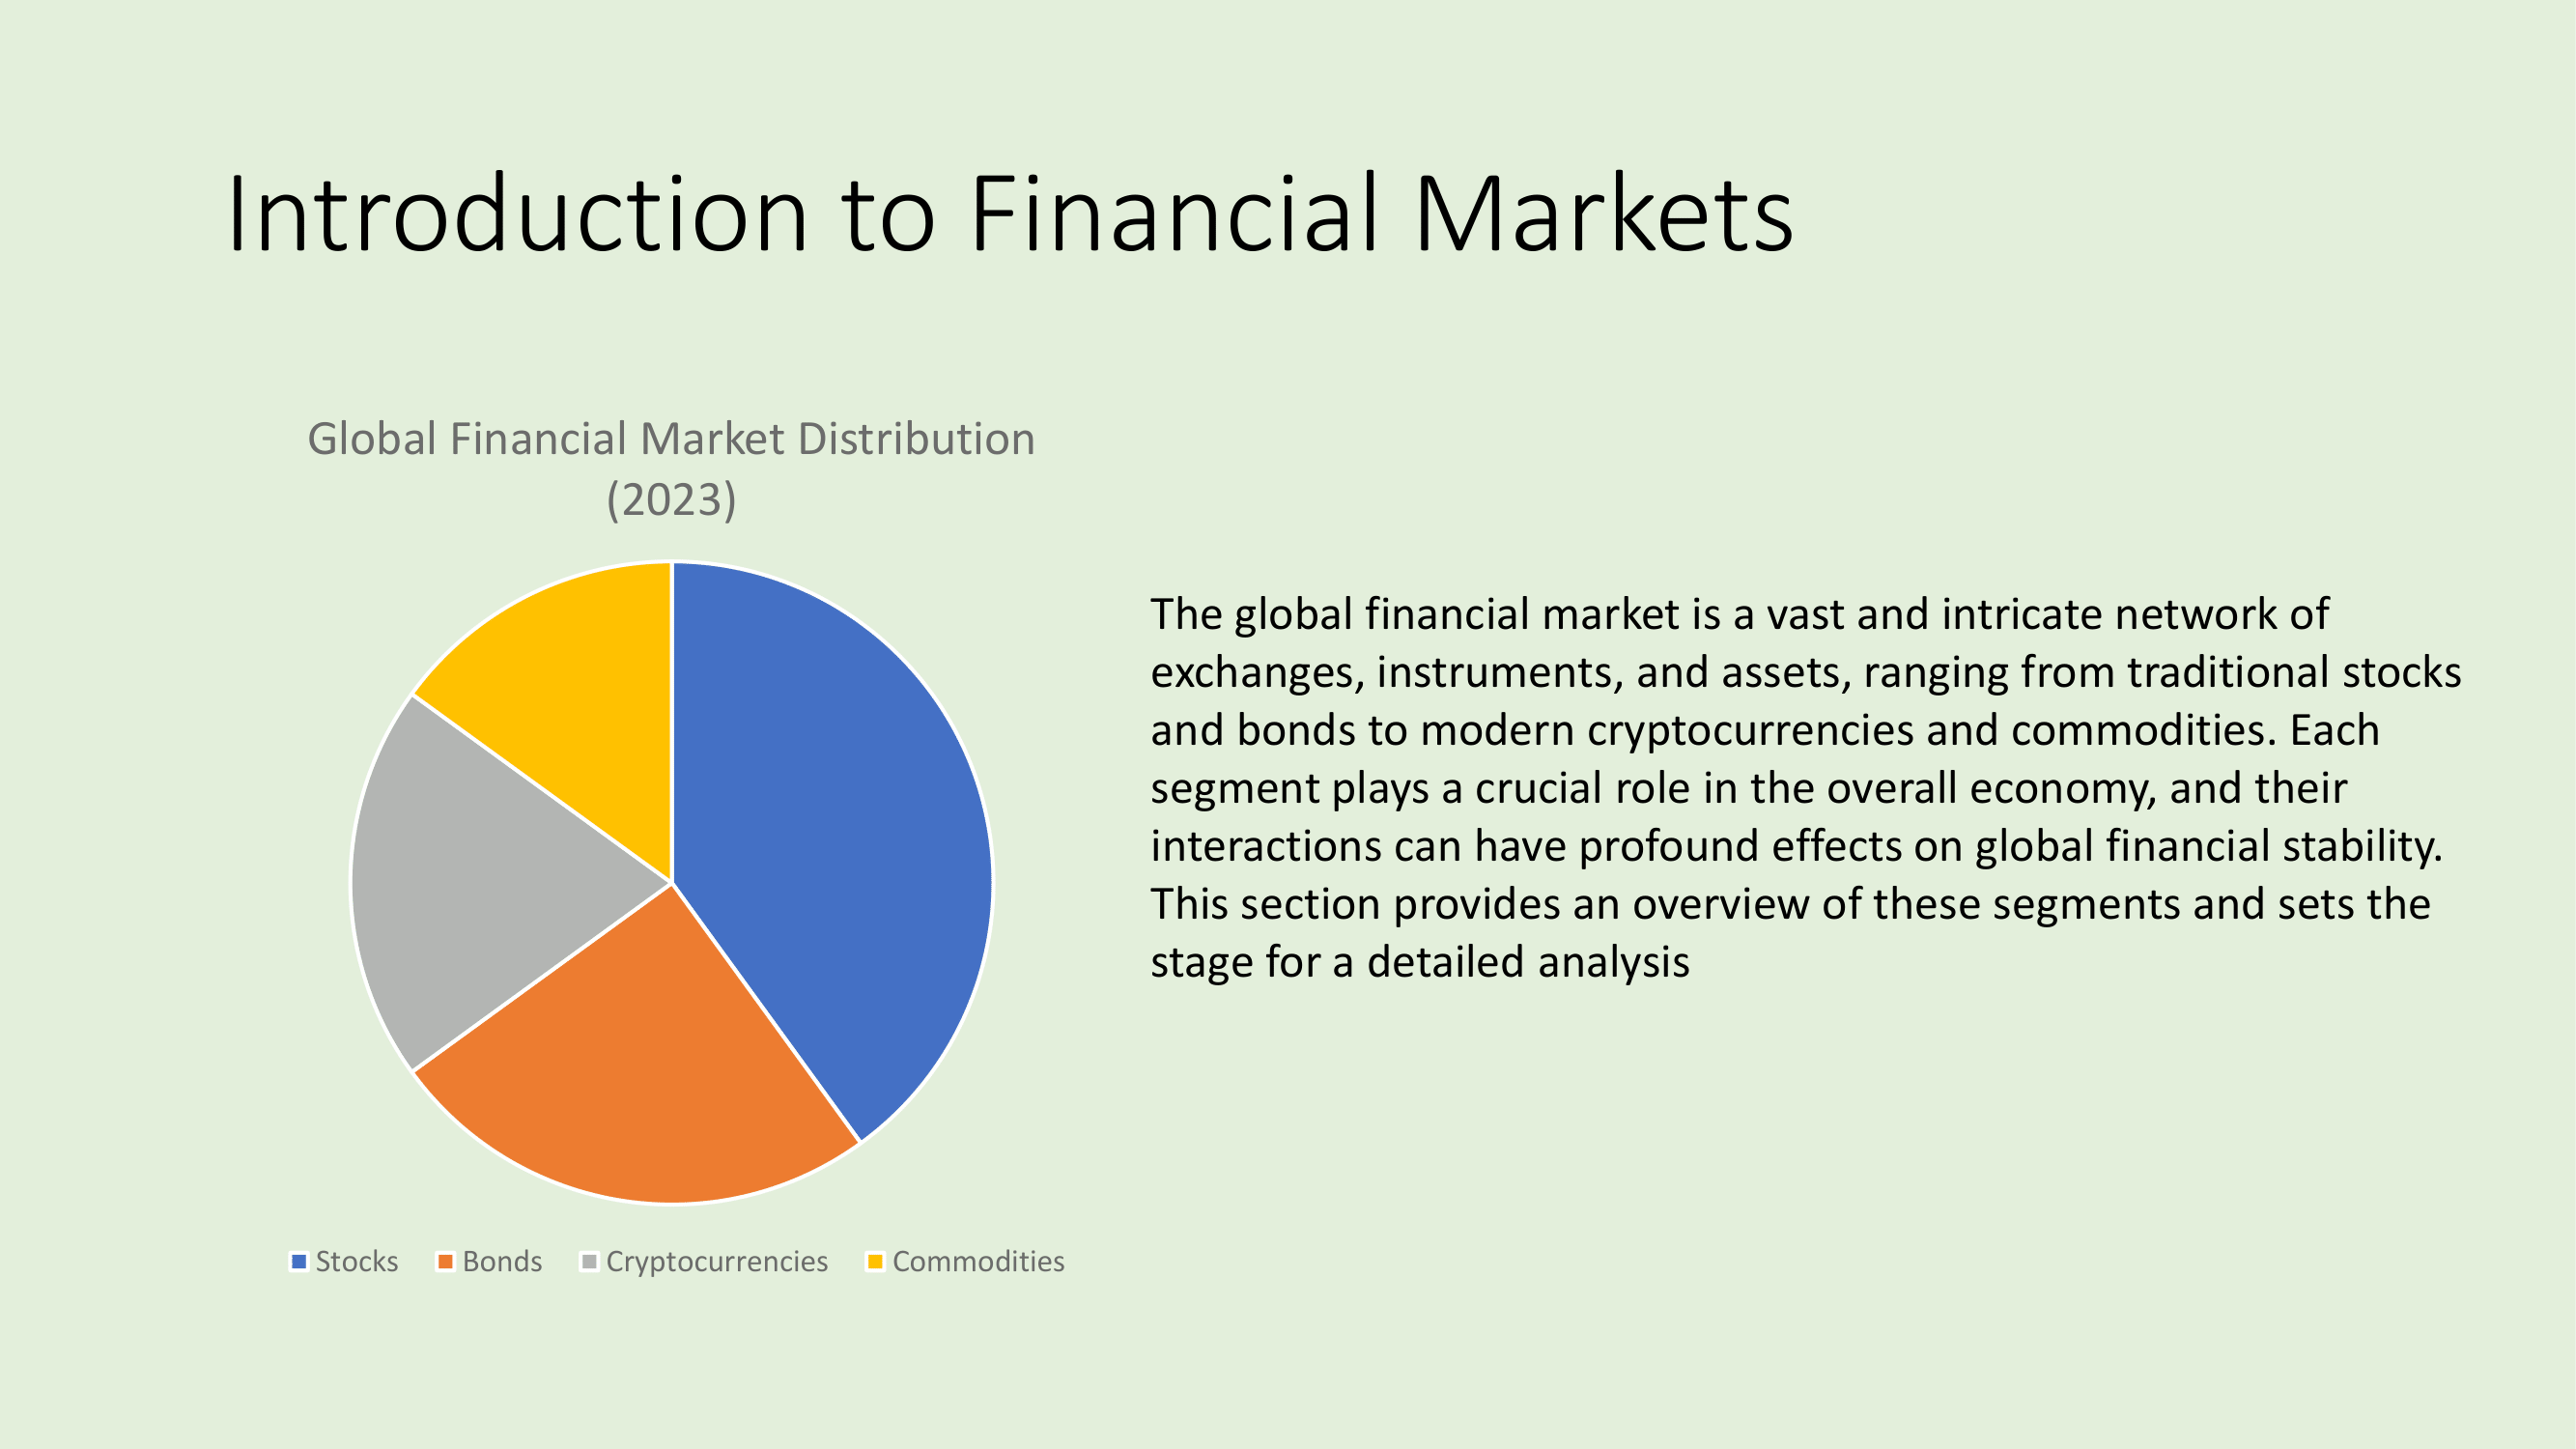 Introduction to Financial Markets
Global Financial Market Distribution
(2023)
The global financial market is a vast and intricate network of
exchanges, instruments, and assets, ranging from traditional stocks
and bonds to modern cryptocurrencies and commodities. Each
segment plays a crucial role in the overall economy, and their
interactions can have profound effects on global financial stability.
This section provides an overview of these segments and sets the
stage for a detailed analysis
Stocks Bonds Cryptocurrencies Commodities